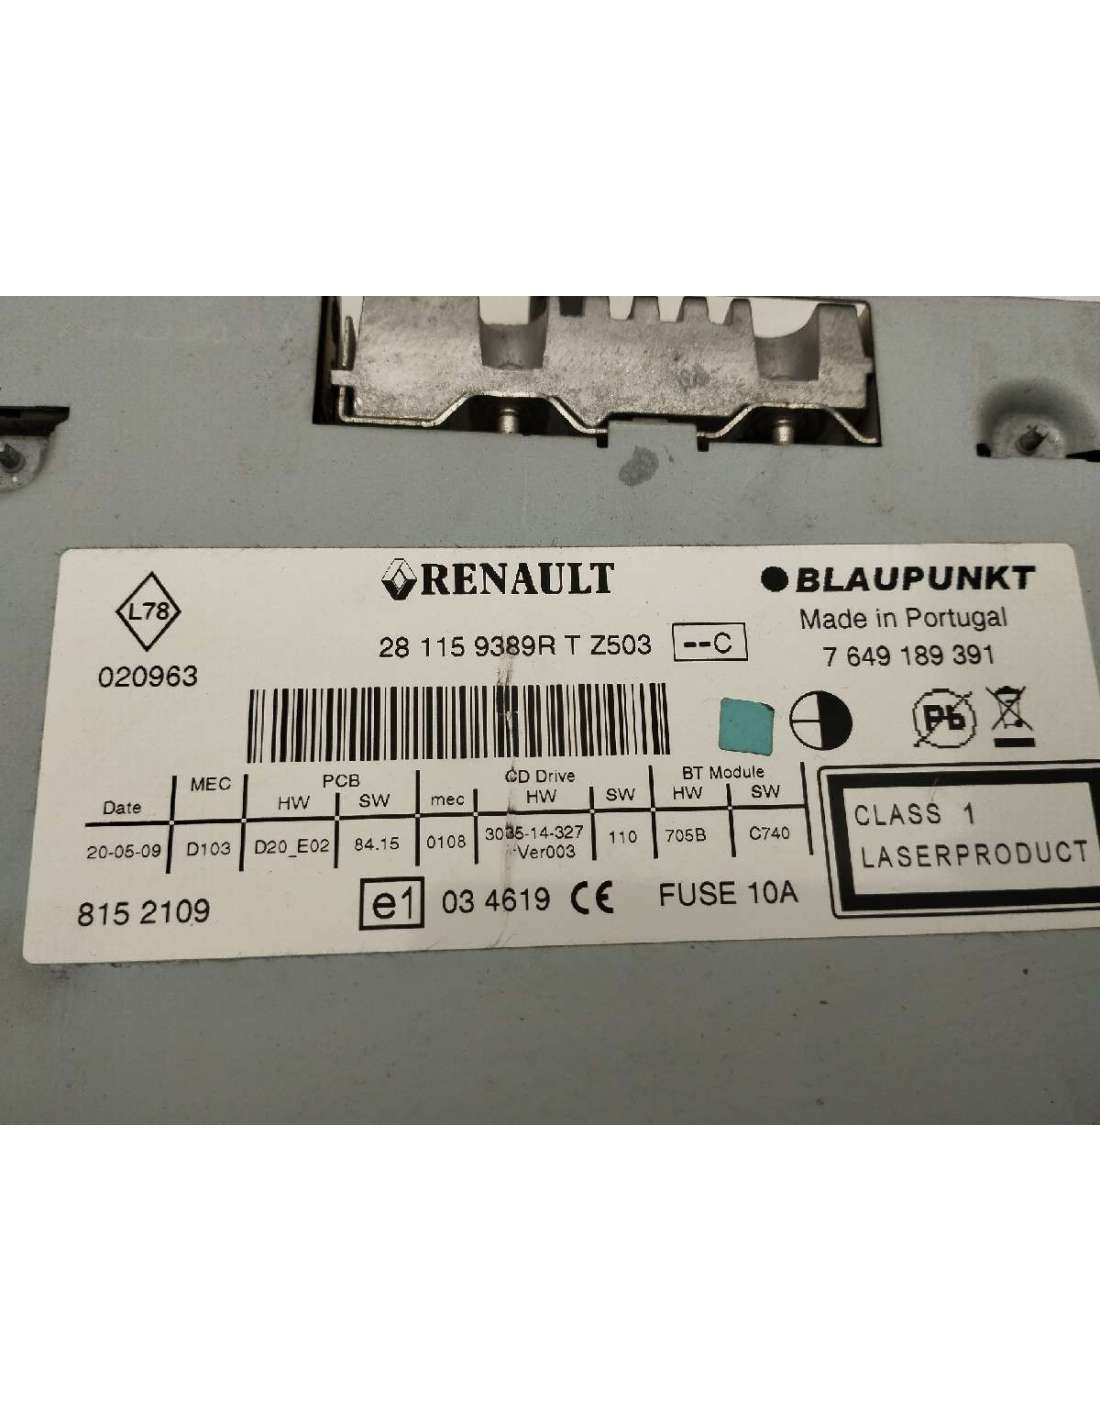 L78
020963
RENAULT
28 115 9389R T Z503 --C
BLAUPUNKT
Made in Portugal
7 649 189 391
Pb
Date MEC PCB HW SW mec CD Drive HW SW BT Module HW SW
20-05-09 D103 D20_E02 84.15 0108 3035-14-327 110 705B C740
Ver003
815 2109
e1 03 4619 CE FUSE 10A
CLASS 1
LASERPRODUCT